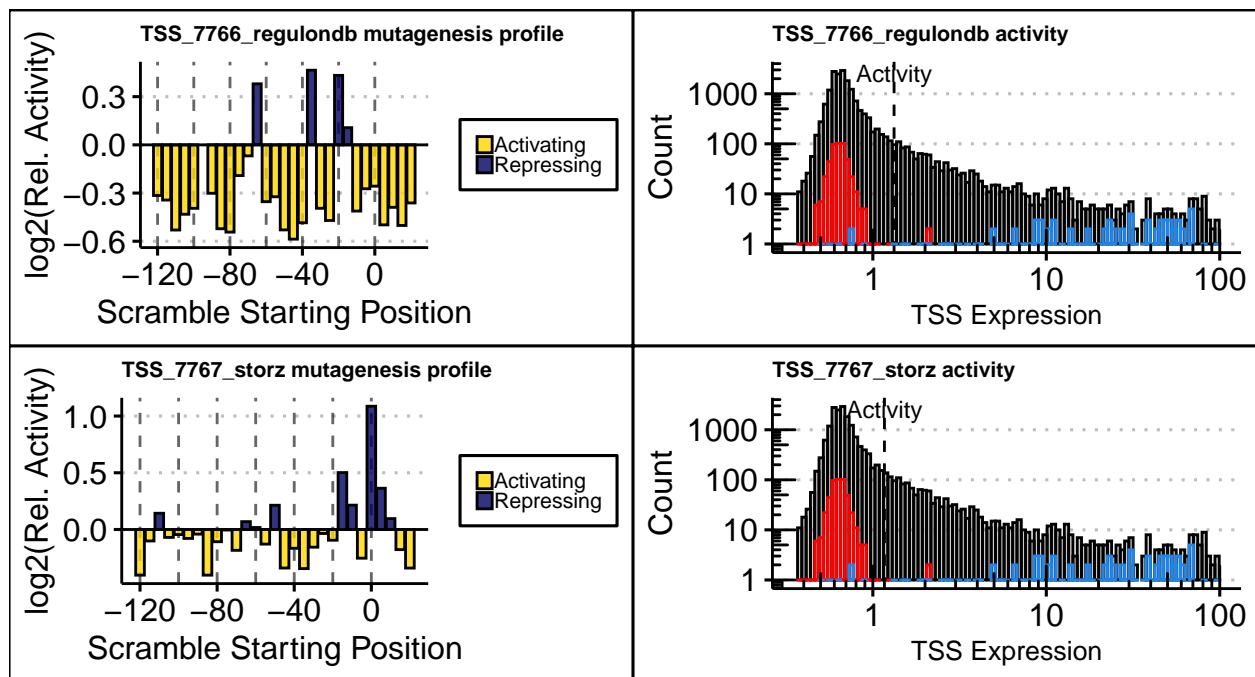 TSS_7766_regulondb mutagenesis profile
log2(Rel. Activity)
0.3
0.0
−0.3
−0.6
−120 −80 −40 0
Scramble Starting Position
Activating
Repressing
TSS_7766_regulondb activity
Activity
Count
1000
100
10
1
1 10 100
TSS Expression
TSS_7767_storz mutagenesis profile
log2(Rel. Activity)
1.0
0.5
0.0
−120 −80 −40 0
Scramble Starting Position
Activating
Repressing
TSS_7767_storz activity
Activity
Count
1000
100
10
1
1 10 100
TSS Expression